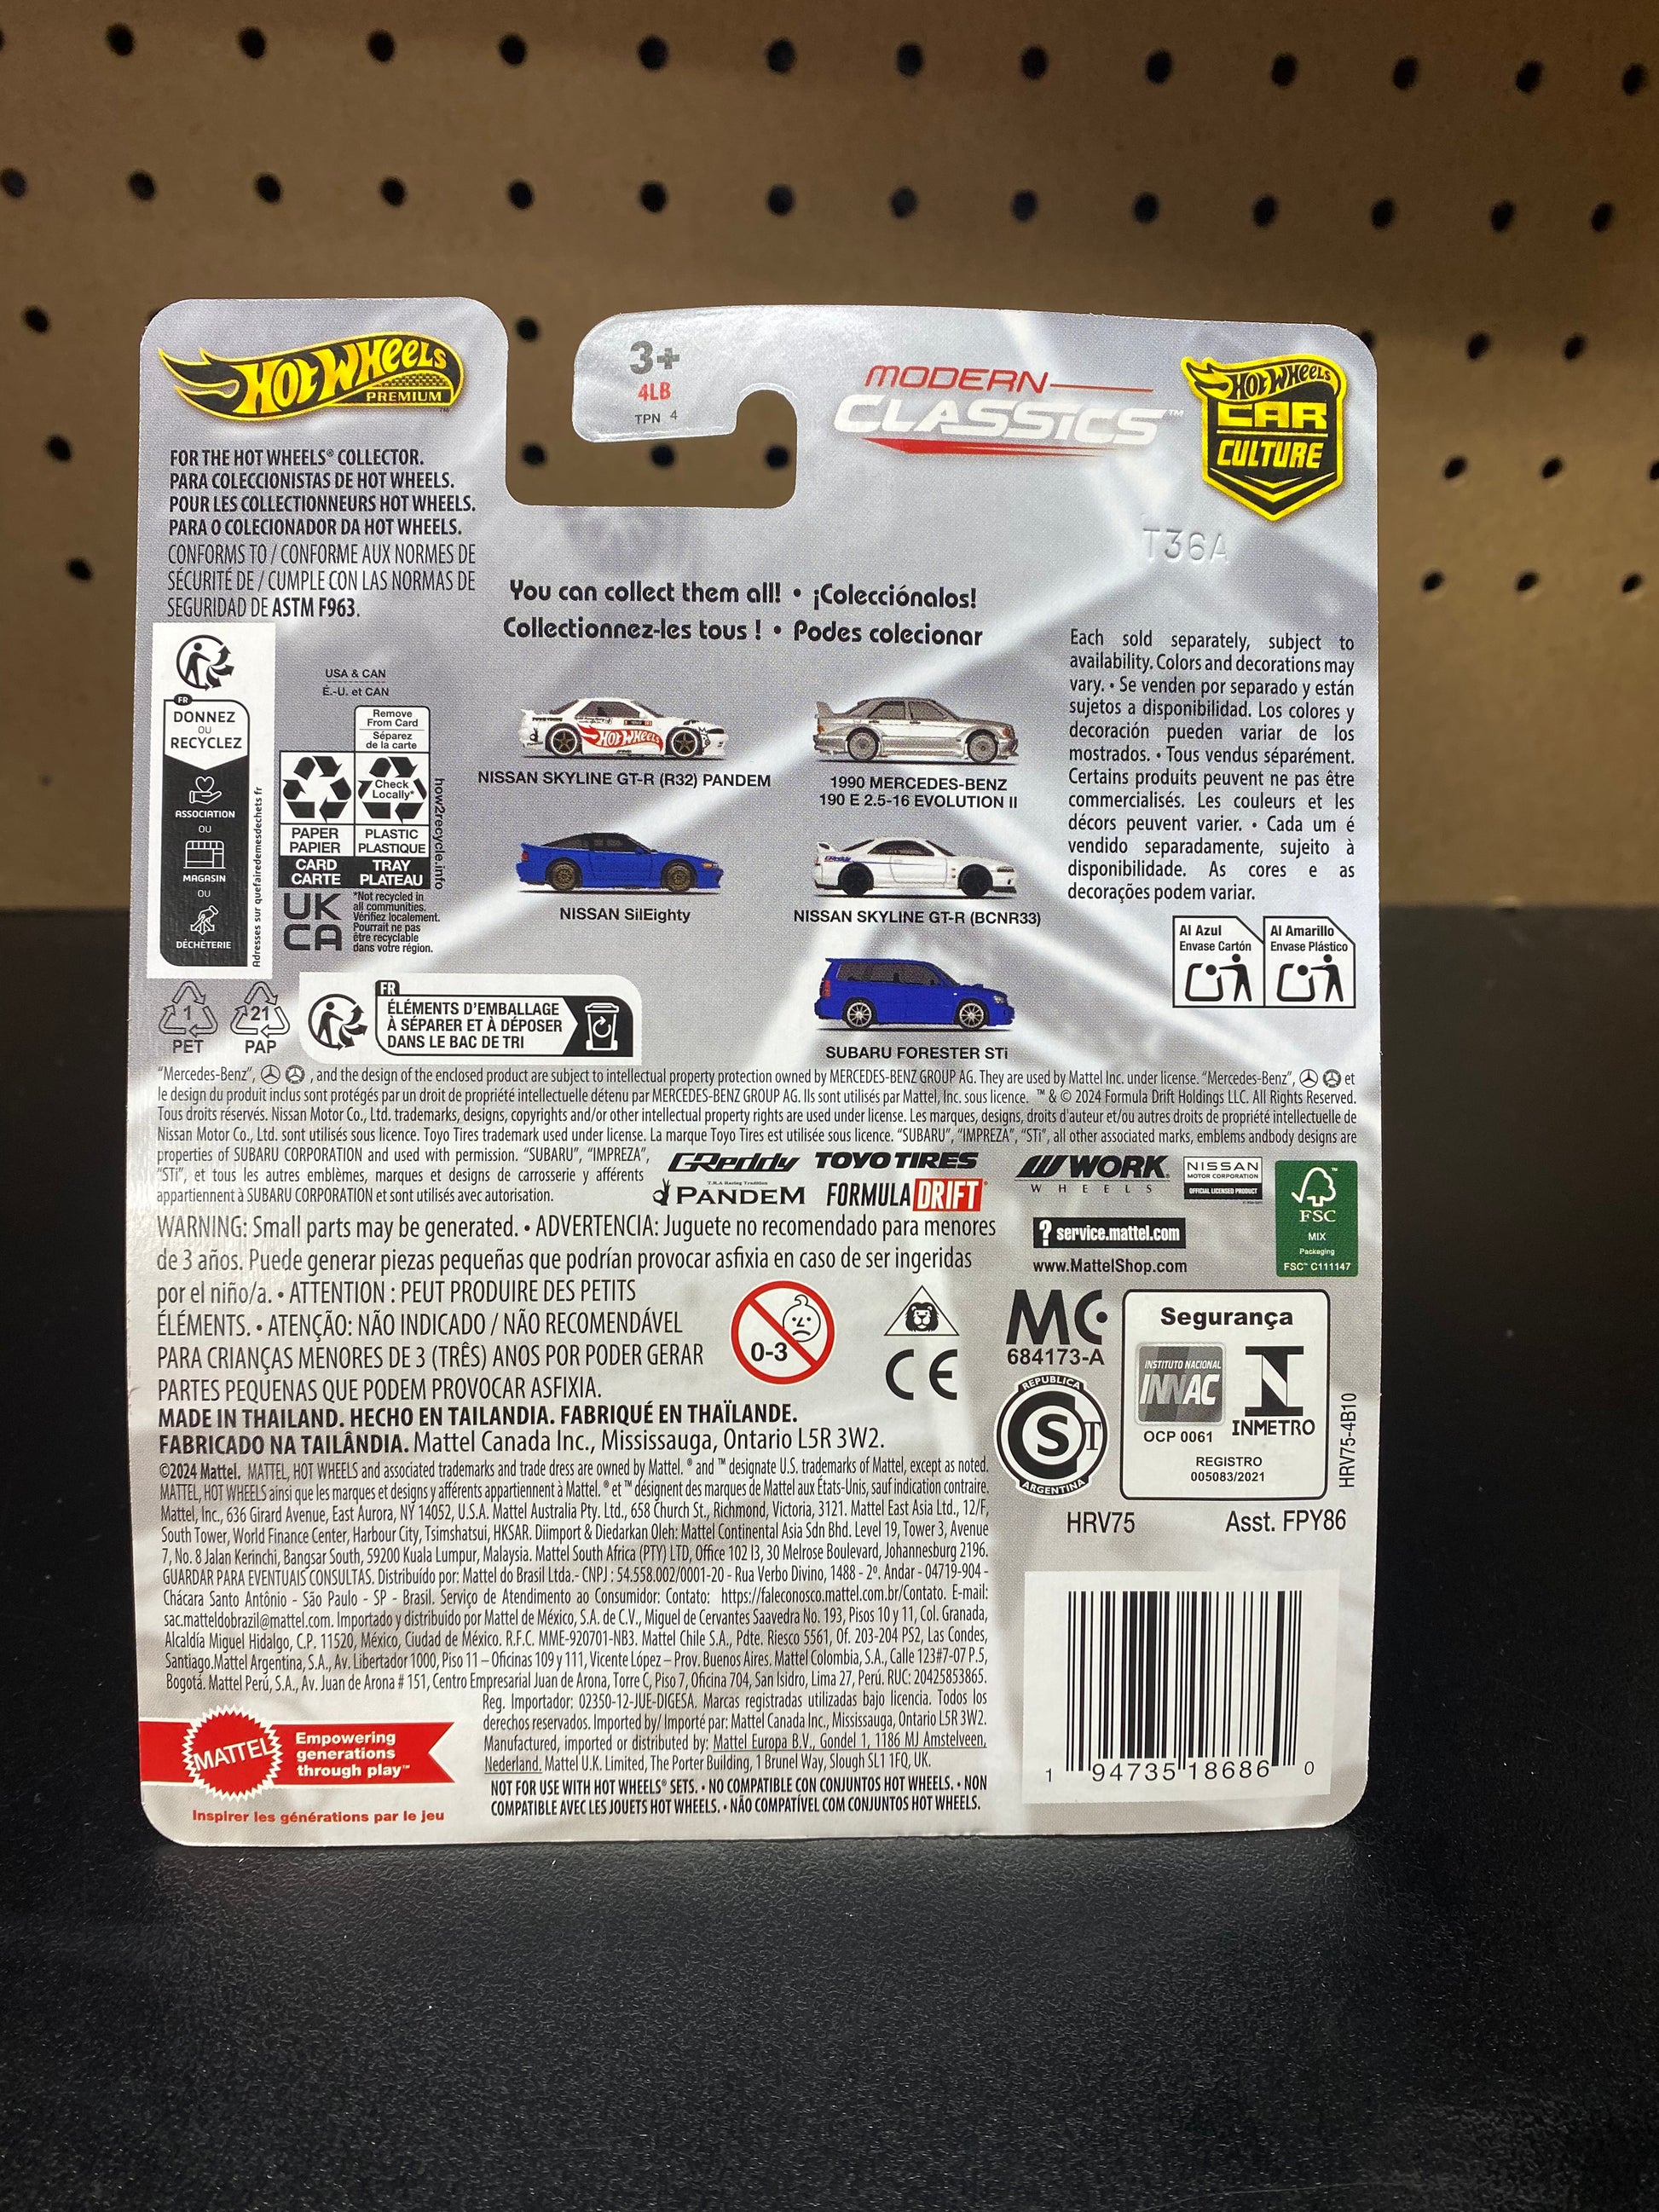 HOT WHEELS
PREMIUM
3+
4LB
TPN 4
MODERN
CLASSICS™
HOT WHEELS
CAR
CULTURE
T36A
FOR THE HOT WHEELS® COLLECTOR.
PARA COLECCIONISTAS DE HOT WHEELS.
POUR LES COLLECTIONNEURS HOT WHEELS.
PARA O COLECIONADOR DA HOT WHEELS.
CONFORMS TO / CONFORME AUX NORMES DE
SÉCURITÉ DE / CUMPLE CON LAS NORMAS DE
SEGURIDAD DE ASTM F963.
You can collect them all! • ¡Colecciónalos!
Collectionnez-les tous ! • Podes colecionar
Each sold separately, subject to
availability. Colors and decorations may
vary. • Se venden por separado y están
sujetos a disponibilidad. Los colores y
decoración pueden variar de los
mostrados. • Tous vendus séparément.
Certains produits peuvent ne pas être
commercialisés. Les couleurs et les
décors peuvent varier. • Cada um é
vendido separadamente, sujeito à
disponibilidade. As cores e as
decorações podem variar.
FR
DONNEZ
OU
RECYCLEZ
ASSOCIATION
OU
MAGASIN
OU
DÉCHÈTERIE
Adresses sur quefairedemesdechets.fr
USA & CAN
É.-U. et CAN
Remove
From Card
Séparez
de la carte
Check
Locally*
PAPER
PAPIER
PLASTIC
PLASTIQUE
CARD
CARTE
TRAY
PLATEAU
how2recycle.info
UK
CA
*Not recycled in
all communities.
Vérifiez localement.
Pourrait ne pas
être recyclable
dans votre région.
HOT WHEELS
NISSAN SKYLINE GT-R (R32) PANDEM
1990 MERCEDES-BENZ
190 E 2.5-16 EVOLUTION II
NISSAN SilEighty
GReddy
NISSAN SKYLINE GT-R (BCNR33)
SUBARU FORESTER STi
Al Azul
Envase Cartón
Al Amarillo
Envase Plástico
1
PET
21
PAP
FR
ÉLÉMENTS D'EMBALLAGE
À SÉPARER ET À DÉPOSER
DANS LE BAC DE TRI
"Mercedes-Benz", , and the design of the enclosed product are subject to intellectual property protection owned by MERCEDES-BENZ GROUP AG. They are used by Mattel Inc. under license. "Mercedes-Benz", et
le design du produit inclus sont protégés par un droit de propriété intellectuelle détenu par MERCEDES-BENZ GROUP AG. Ils sont utilisés par Mattel, Inc. sous licence. ™ & © 2024 Formula Drift Holdings LLC. All Rights Reserved.
Tous droits réservés. Nissan Motor Co., Ltd. trademarks, designs, copyrights and/or other intellectual property rights are used under license. Les marques, designs, droits d'auteur et/ou autres droits de propriété intellectuelle de
Nissan Motor Co., Ltd. sont utilisés sous licence. Toyo Tires trademark used under license. La marque Toyo Tires est utilisée sous licence. "SUBARU", "IMPREZA", "STi", all other associated marks, emblems andbody designs are
properties of SUBARU CORPORATION and used with permission. "SUBARU", "IMPREZA",
"STi", et tous les autres emblèmes, marques et designs de carrosserie y afférents
appartiennent à SUBARU CORPORATION et sont utilisés avec autorisation.
GReddy TOYO TIRES
T.R.A Racing Tradition
PANDEM FORMULA DRIFT
WORK
WHEELS
NISSAN
MOTOR CORPORATION
OFFICIAL LICENSED PRODUCT
FSC
MIX
Packaging
FSC™ C111147
? service.mattel.com
www.MattelShop.com
WARNING: Small parts may be generated. • ADVERTENCIA: Juguete no recomendado para menores
de 3 años. Puede generar piezas pequeñas que podrían provocar asfixia en caso de ser ingeridas
por el niño/a. • ATTENTION : PEUT PRODUIRE DES PETITS
ÉLÉMENTS. • ATENÇÃO: NÃO INDICADO / NÃO RECOMENDÁVEL
PARA CRIANÇAS MENORES DE 3 (TRÊS) ANOS POR PODER GERAR
PARTES PEQUENAS QUE PODEM PROVOCAR ASFIXIA.
0-3
CE
MC
684173-A
REPUBLICA
S T
ARGENTINA
Segurança
INSTITUTO NACIONAL
INNAC
OCP 0061
INMETRO
REGISTRO
005083/2021
HRV75-4B10
MADE IN THAILAND. HECHO EN TAILANDIA. FABRIQUÉ EN THAÏLANDE.
FABRICADO NA TAILÂNDIA. Mattel Canada Inc., Mississauga, Ontario L5R 3W2.
©2024 Mattel. MATTEL, HOT WHEELS and associated trademarks and trade dress are owned by Mattel. ® and ™ designate U.S. trademarks of Mattel, except as noted.
MATTEL, HOT WHEELS ainsi que les marques et designs y afférents appartiennent à Mattel. ® et ™ désignent des marques de Mattel aux États-Unis, sauf indication contraire.
Mattel, Inc., 636 Girard Avenue, East Aurora, NY 14052, U.S.A. Mattel Australia Pty. Ltd., 658 Church St., Richmond, Victoria, 3121. Mattel East Asia Ltd., 12/F,
South Tower, World Finance Center, Harbour City, Tsimshatsui, HKSAR. Diimport & Diedarkan Oleh: Mattel Continental Asia Sdn Bhd. Level 19, Tower 3, Avenue
7, No. 8 Jalan Kerinchi, Bangsar South, 59200 Kuala Lumpur, Malaysia. Mattel South Africa (PTY) LTD, Office 102 I3, 30 Melrose Boulevard, Johannesburg 2196.
GUARDAR PARA EVENTUAIS CONSULTAS. Distribuído por: Mattel do Brasil Ltda.- CNPJ : 54.558.002/0001-20 - Rua Verbo Divino, 1488 - 2º. Andar - 04719-904 -
Chácara Santo Antônio - São Paulo - SP - Brasil. Serviço de Atendimento ao Consumidor: Contato: https://faleconosco.mattel.com.br/Contato. E-mail:
sac.matteldobrazil@mattel.com. Importado y distribuido por Mattel de México, S.A. de C.V., Miguel de Cervantes Saavedra No. 193, Pisos 10 y 11, Col. Granada,
Alcaldía Miguel Hidalgo, C.P. 11520, México, Ciudad de México. R.F.C. MME-920701-NB3. Mattel Chile S.A., Pdte. Riesco 5561, Of. 203-204 PS2, Las Condes,
Santiago.Mattel Argentina, S.A., Av. Libertador 1000, Piso 11 – Oficinas 109 y 111, Vicente López – Prov. Buenos Aires. Mattel Colombia, S.A., Calle 123#7-07 P.5,
Bogotá. Mattel Perú, S.A., Av. Juan de Arona # 151, Centro Empresarial Juan de Arona, Torre C, Piso 7, Oficina 704, San Isidro, Lima 27, Perú. RUC: 20425853865.
Reg. Importador: 02350-12-JUE-DIGESA. Marcas registradas utilizadas bajo licencia. Todos los
derechos reservados. Imported by/ Importé par: Mattel Canada Inc., Mississauga, Ontario L5R 3W2.
Manufactured, imported or distributed by: Mattel Europa B.V., Gondel 1, 1186 MJ Amstelveen,
Nederland. Mattel U.K. Limited, The Porter Building, 1 Brunel Way, Slough SL1 1FQ, UK.
NOT FOR USE WITH HOT WHEELS® SETS. • NO COMPATIBLE CON CONJUNTOS HOT WHEELS. • NON
COMPATIBLE AVEC LES JOUETS HOT WHEELS. • NÃO COMPATÍVEL COM CONJUNTOS HOT WHEELS.
MATTEL
Empowering
generations
through play™
Inspirer les générations par le jeu
HRV75 Asst. FPY86
1 94735 18686 0